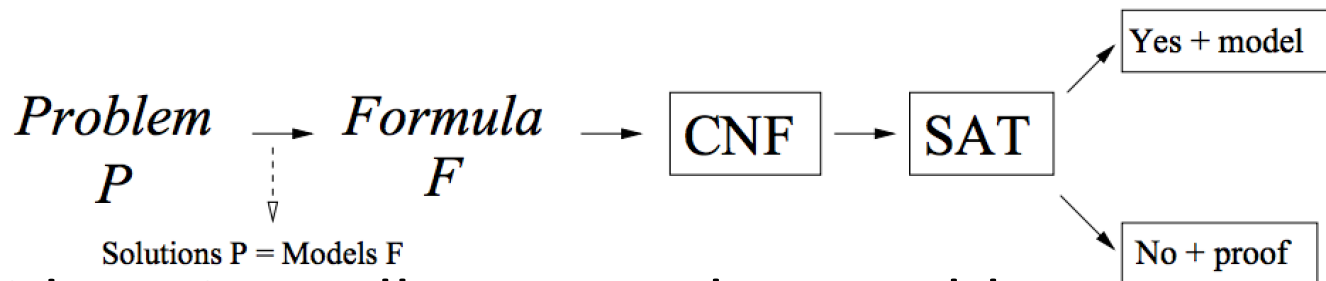 Problem
P
Formula
F
CNF
SAT
Yes + model
No + proof
Solutions P = Models F